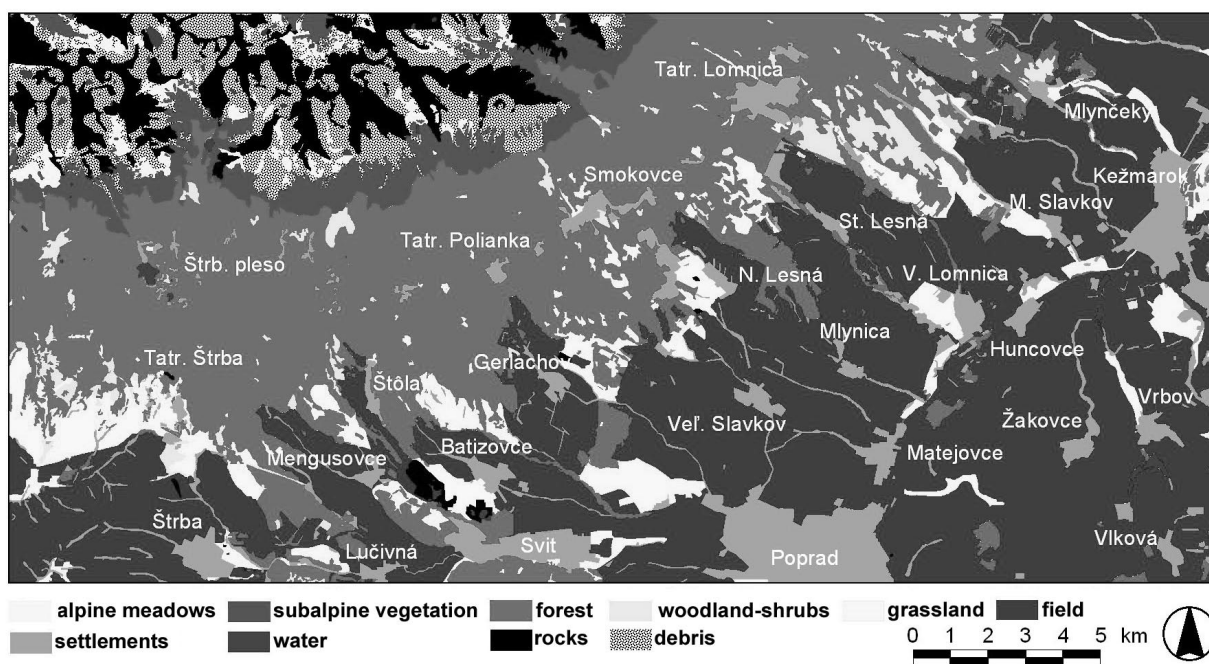 Tatr. Lomnica
Mlynčeky
Smokovce
Kežmarok
M. Slavkov
St. Lesná
Tatr. Polianka
Štrb. pleso
N. Lesná
V. Lomnica
Mlynica
Tatr. Štrba
Gerlachov
Huncovce
Štôla
Vrbov
Žakovce
Veľ. Slavkov
Batizovce
Mengusovce
Matejovce
Štrba
Lučivná
Svit
Poprad
Vlková
alpine meadows subalpine vegetation forest woodland-shrubs grassland field
settlements water rocks debris
0 1 2 3 4 5 km